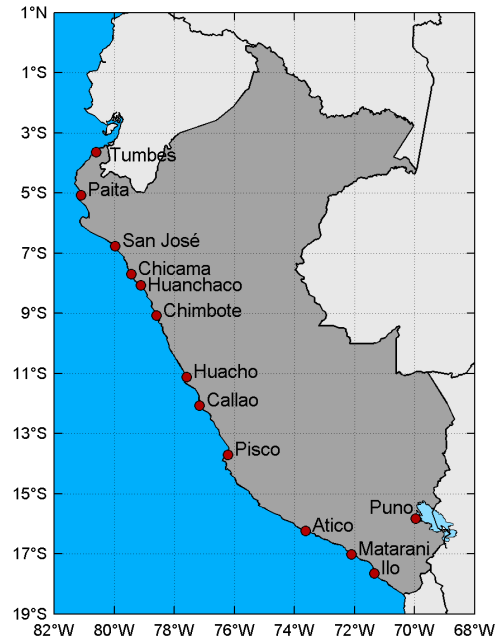 1°N
1°S
3°S
Tumbes
Paita
5°S
San José
7°S
Chicama
Huanchaco
Chimbote
9°S
Huacho
11°S
Callao
13°S
Pisco
15°S
Puno
Atico
Matarani
17°S
Ilo
19°S
82°W 80°W 78°W 76°W 74°W 72°W 70°W 68°W